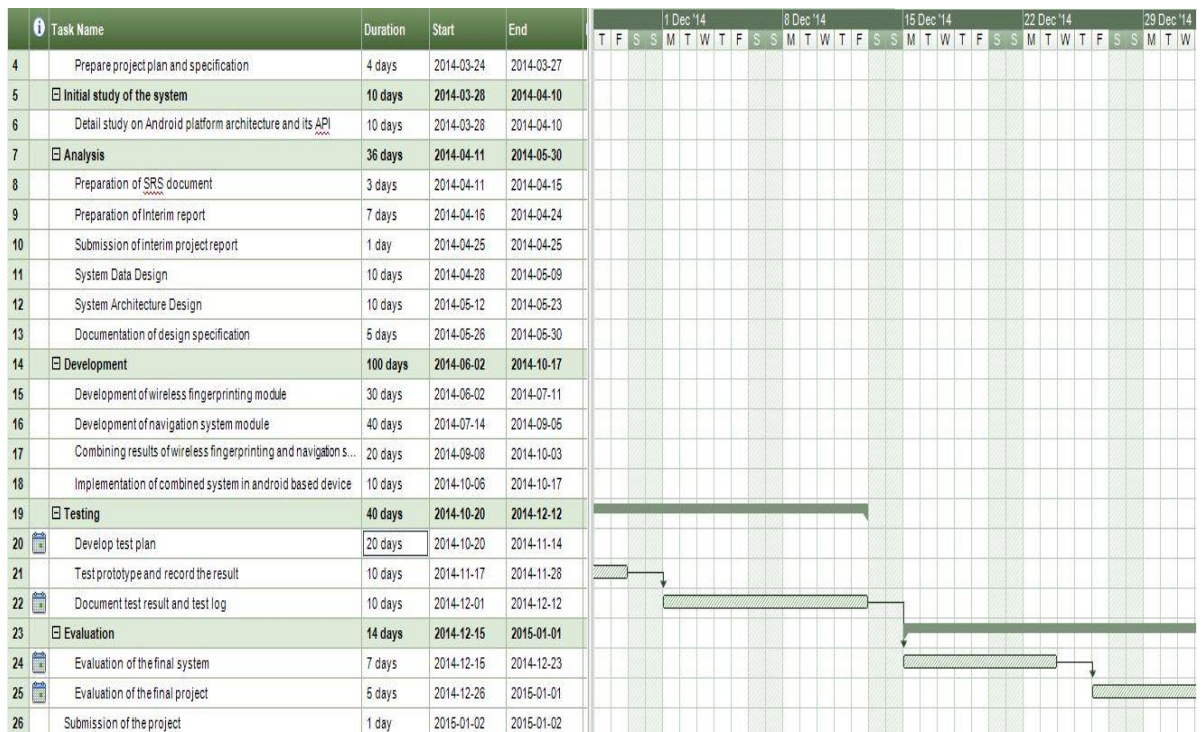 i Task Name Duration Start End
1 Dec '14 8 Dec '14 15 Dec '14 22 Dec '14 29 Dec '14
T F S S M T W T F S S M T W T F S S M T W T F S S M T W T F S S M T W
4 Prepare project plan and specification 4 days 2014-03-24 2014-03-27
5 Initial study of the system 10 days 2014-03-28 2014-04-10
6 Detail study on Android platform architecture and its API 10 days 2014-03-28 2014-04-10
7 Analysis 36 days 2014-04-11 2014-05-30
8 Preparation of SRS document 3 days 2014-04-11 2014-04-15
9 Preparation of Interim report 7 days 2014-04-16 2014-04-24
10 Submission of interim project report 1 day 2014-04-25 2014-04-25
11 System Data Design 10 days 2014-04-28 2014-05-09
12 System Architecture Design 10 days 2014-05-12 2014-05-23
13 Documentation of design specification 5 days 2014-05-26 2014-05-30
14 Development 100 days 2014-06-02 2014-10-17
15 Development of wireless fingerprinting module 30 days 2014-06-02 2014-07-11
16 Development of navigation system module 40 days 2014-07-14 2014-09-05
17 Combining results of wireless fingerprinting and navigation s... 20 days 2014-09-08 2014-10-03
18 Implementation of combined system in android based device 10 days 2014-10-06 2014-10-17
19 Testing 40 days 2014-10-20 2014-12-12
20 Develop test plan 20 days 2014-10-20 2014-11-14
21 Test prototype and record the result 10 days 2014-11-17 2014-11-28
22 Document test result and test log 10 days 2014-12-01 2014-12-12
23 Evaluation 14 days 2014-12-15 2015-01-01
24 Evaluation of the final system 7 days 2014-12-15 2014-12-23
25 Evaluation of the final project 5 days 2014-12-26 2015-01-01
26 Submission of the project 1 day 2015-01-02 2015-01-02